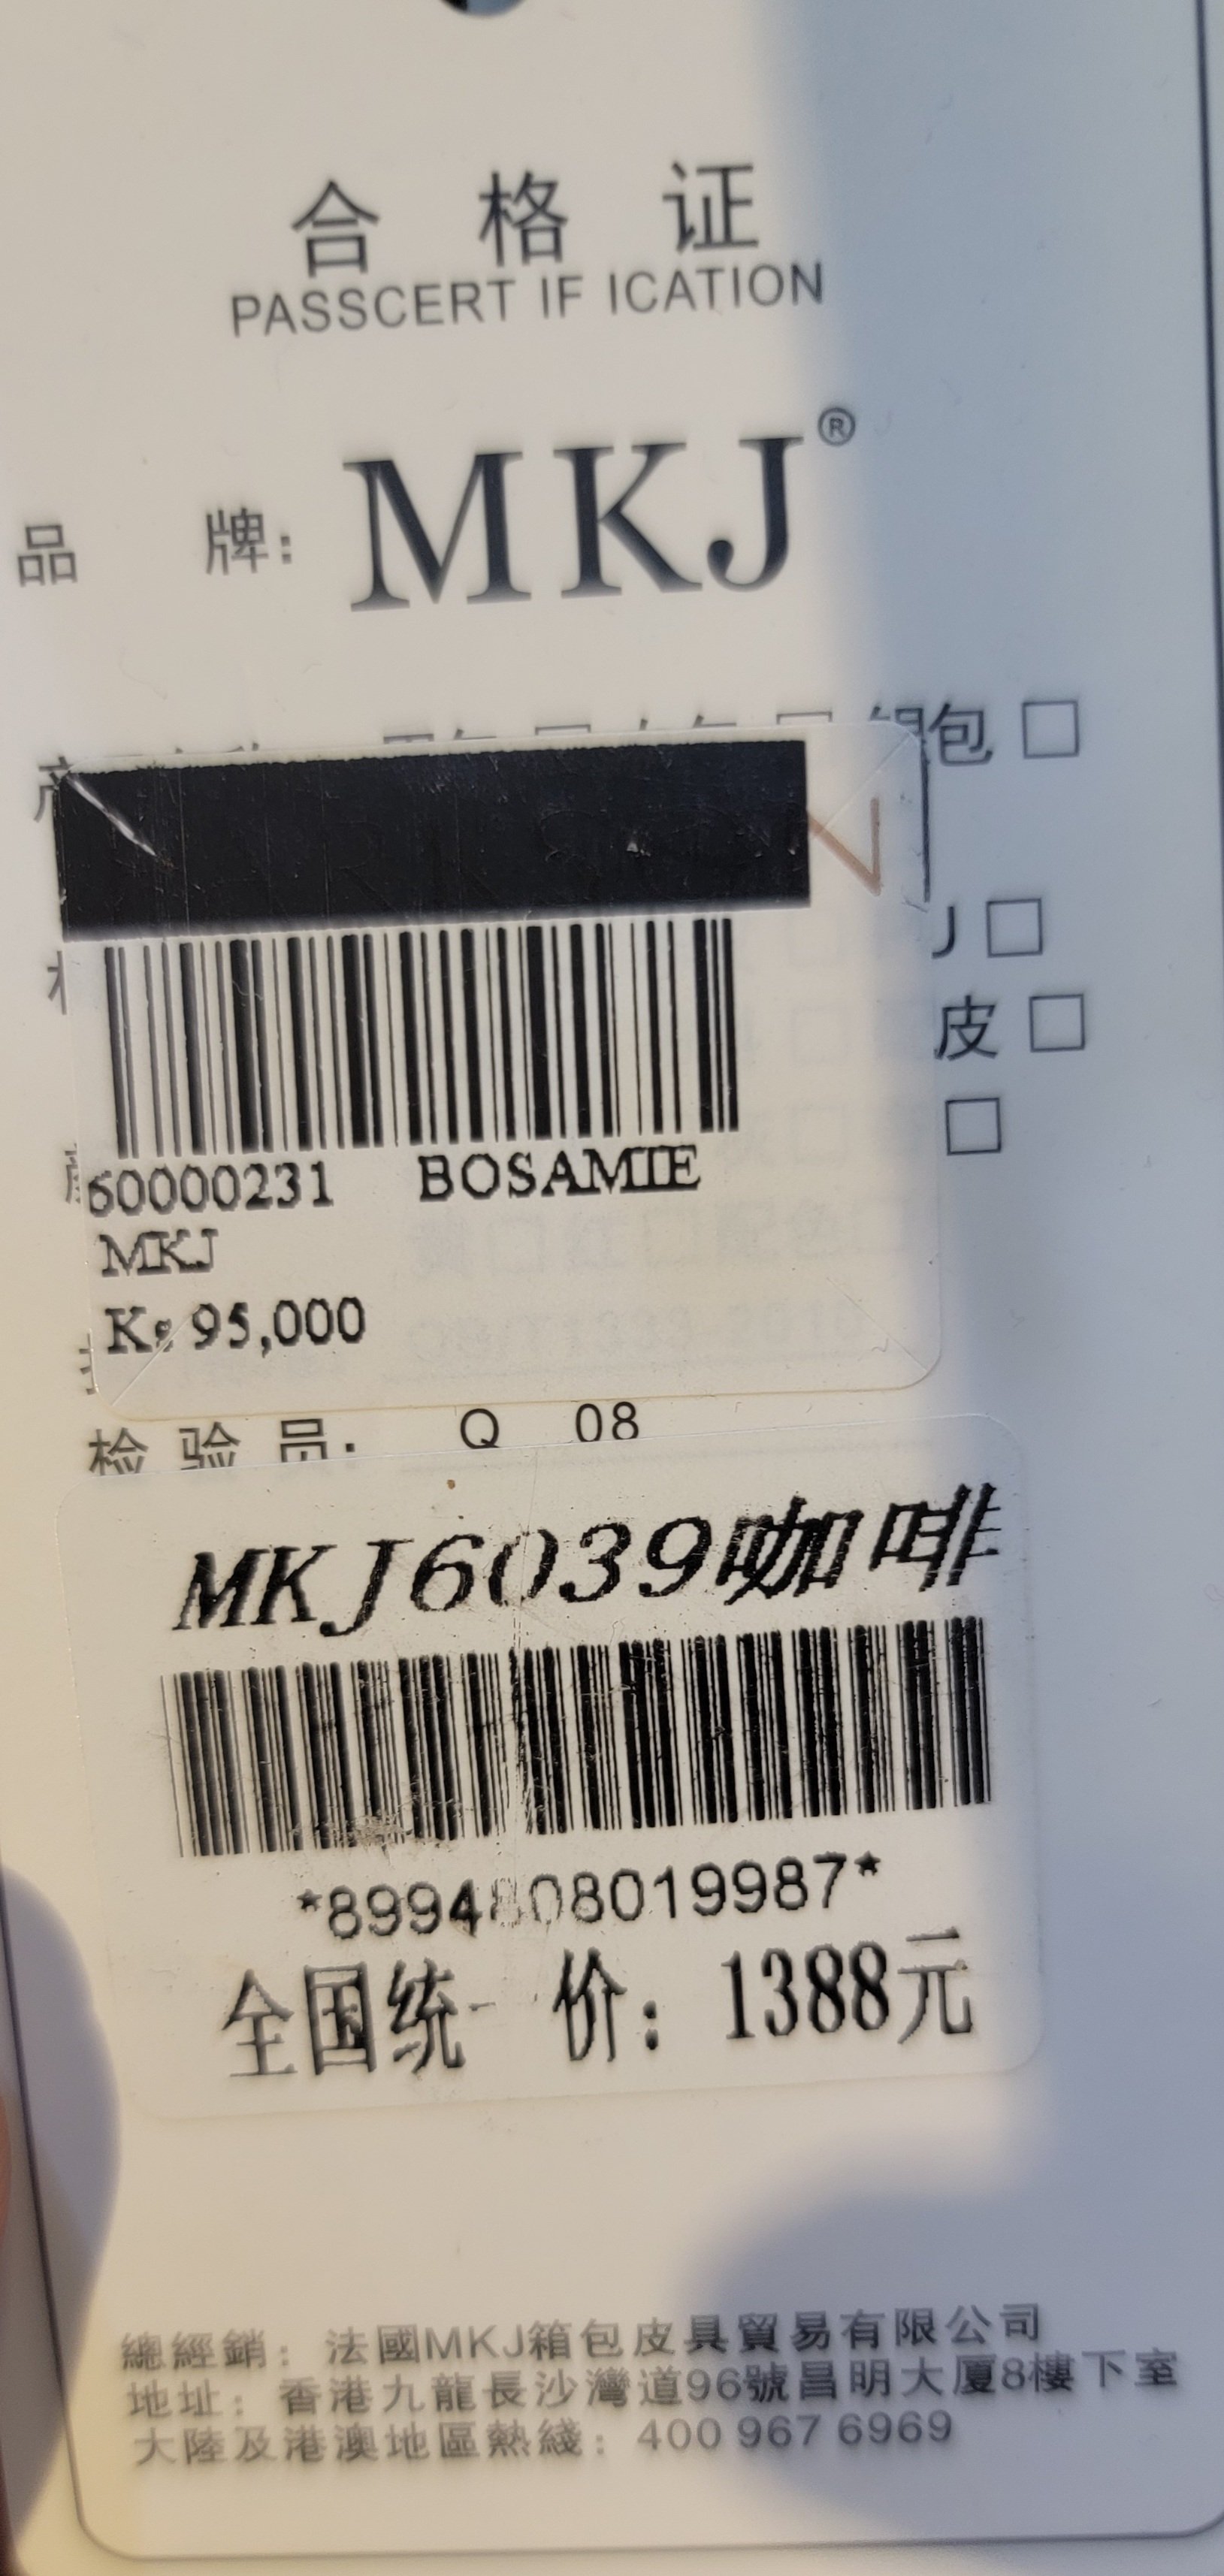 合格证
PASSCERT IF ICATION
品 牌: MKJ®
包 □
J □
皮 □
□
60000231 BOSAMIE
MKJ
Ks 95,000
检 验 员: Q 08
MKJ6039咖啡
*8994808019987*
全国统一 价: 1388元
總經銷: 法國MKJ箱包皮具貿易有限公司
地址: 香港九龍長沙灣道96號昌明大厦8樓下室
大陸及港澳地區熱綫: 400 967 6969